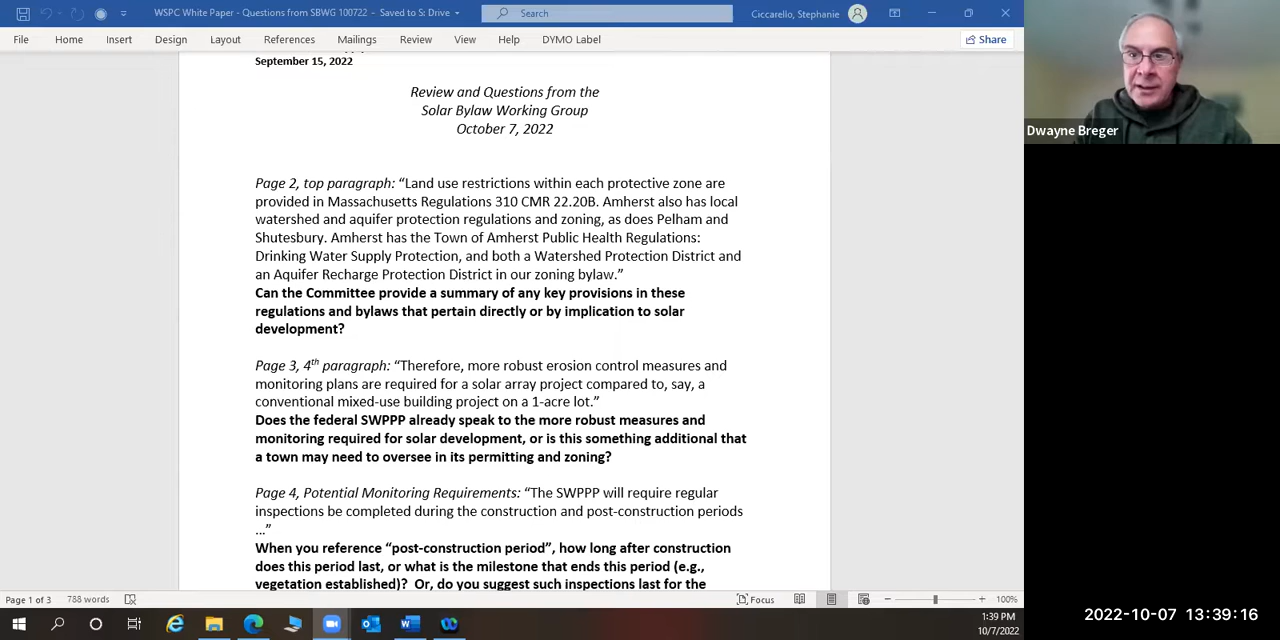 WSPC White Paper - Questions from SBWG 100722 - Saved to S: Drive
Search
Ciccarello, Stephanie
File Home Insert Design Layout References Mailings Review View Help DYMO Label
Share
September 15, 2022
Review and Questions from the
Solar Bylaw Working Group
October 7, 2022
Dwayne Breger
Page 2, top paragraph: “Land use restrictions within each protective zone are
provided in Massachusetts Regulations 310 CMR 22.20B. Amherst also has local
watershed and aquifer protection regulations and zoning, as does Pelham and
Shutesbury. Amherst has the Town of Amherst Public Health Regulations:
Drinking Water Supply Protection, and both a Watershed Protection District and
an Aquifer Recharge Protection District in our zoning bylaw.”
Can the Committee provide a summary of any key provisions in these
regulations and bylaws that pertain directly or by implication to solar
development?
Page 3, 4th paragraph: “Therefore, more robust erosion control measures and
monitoring plans are required for a solar array project compared to, say, a
conventional mixed-use building project on a 1-acre lot.”
Does the federal SWPPP already speak to the more robust measures and
monitoring required for solar development, or is this something additional that
a town may need to oversee in its permitting and zoning?
Page 4, Potential Monitoring Requirements: “The SWPPP will require regular
inspections be completed during the construction and post-construction periods
…”
When you reference “post-construction period”, how long after construction
does this period last, or what is the milestone that ends this period (e.g.,
vegetation established)? Or, do you suggest such inspections last for the
Page 1 of 3 788 words
Focus
100%
1:39 PM
10/7/2022
2022-10-07 13:39:16